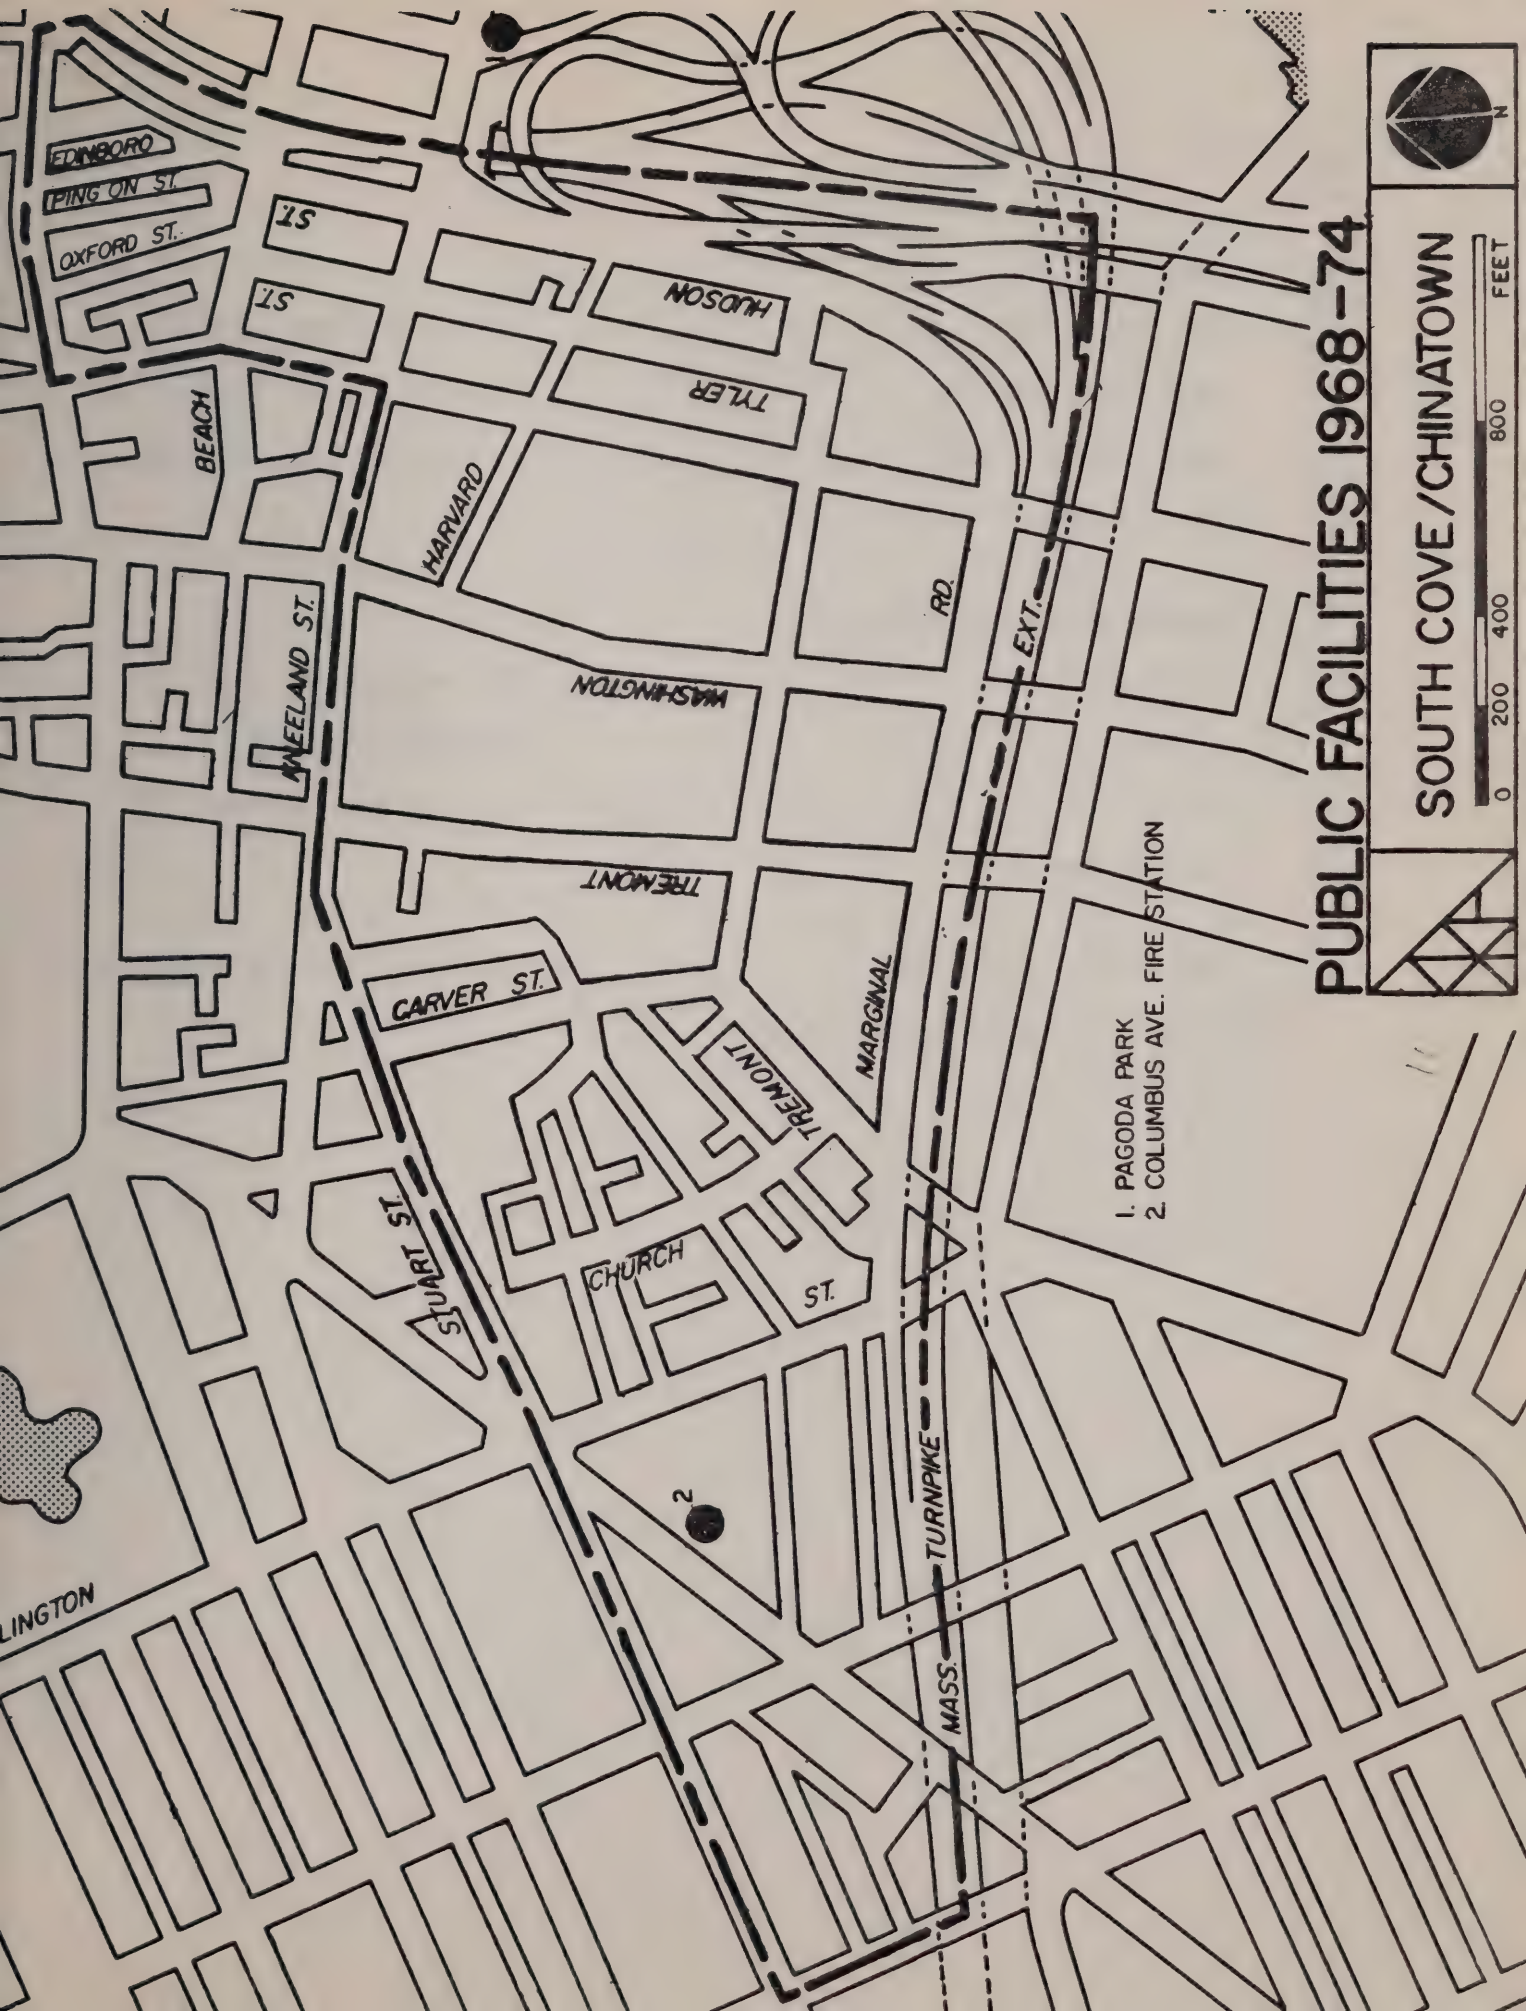 PUBLIC FACILITIES 1968-74
SOUTH COVE/CHINATOWN
0 200 400 800 FEET
N
1. PAGODA PARK
2. COLUMBUS AVE. FIRE STATION
EDINBORO
PING ON ST.
OXFORD ST.
ST.
ST.
HUDSON
TYLER
BEACH
HARVARD
KNEELAND ST.
WASHINGTON
TREMONT
CARVER ST.
MARGINAL RD.
TREMONT
STUART ST.
ST.
CHURCH ST.
LINGTON
MASS. TURNPIKE EXT.
1
2